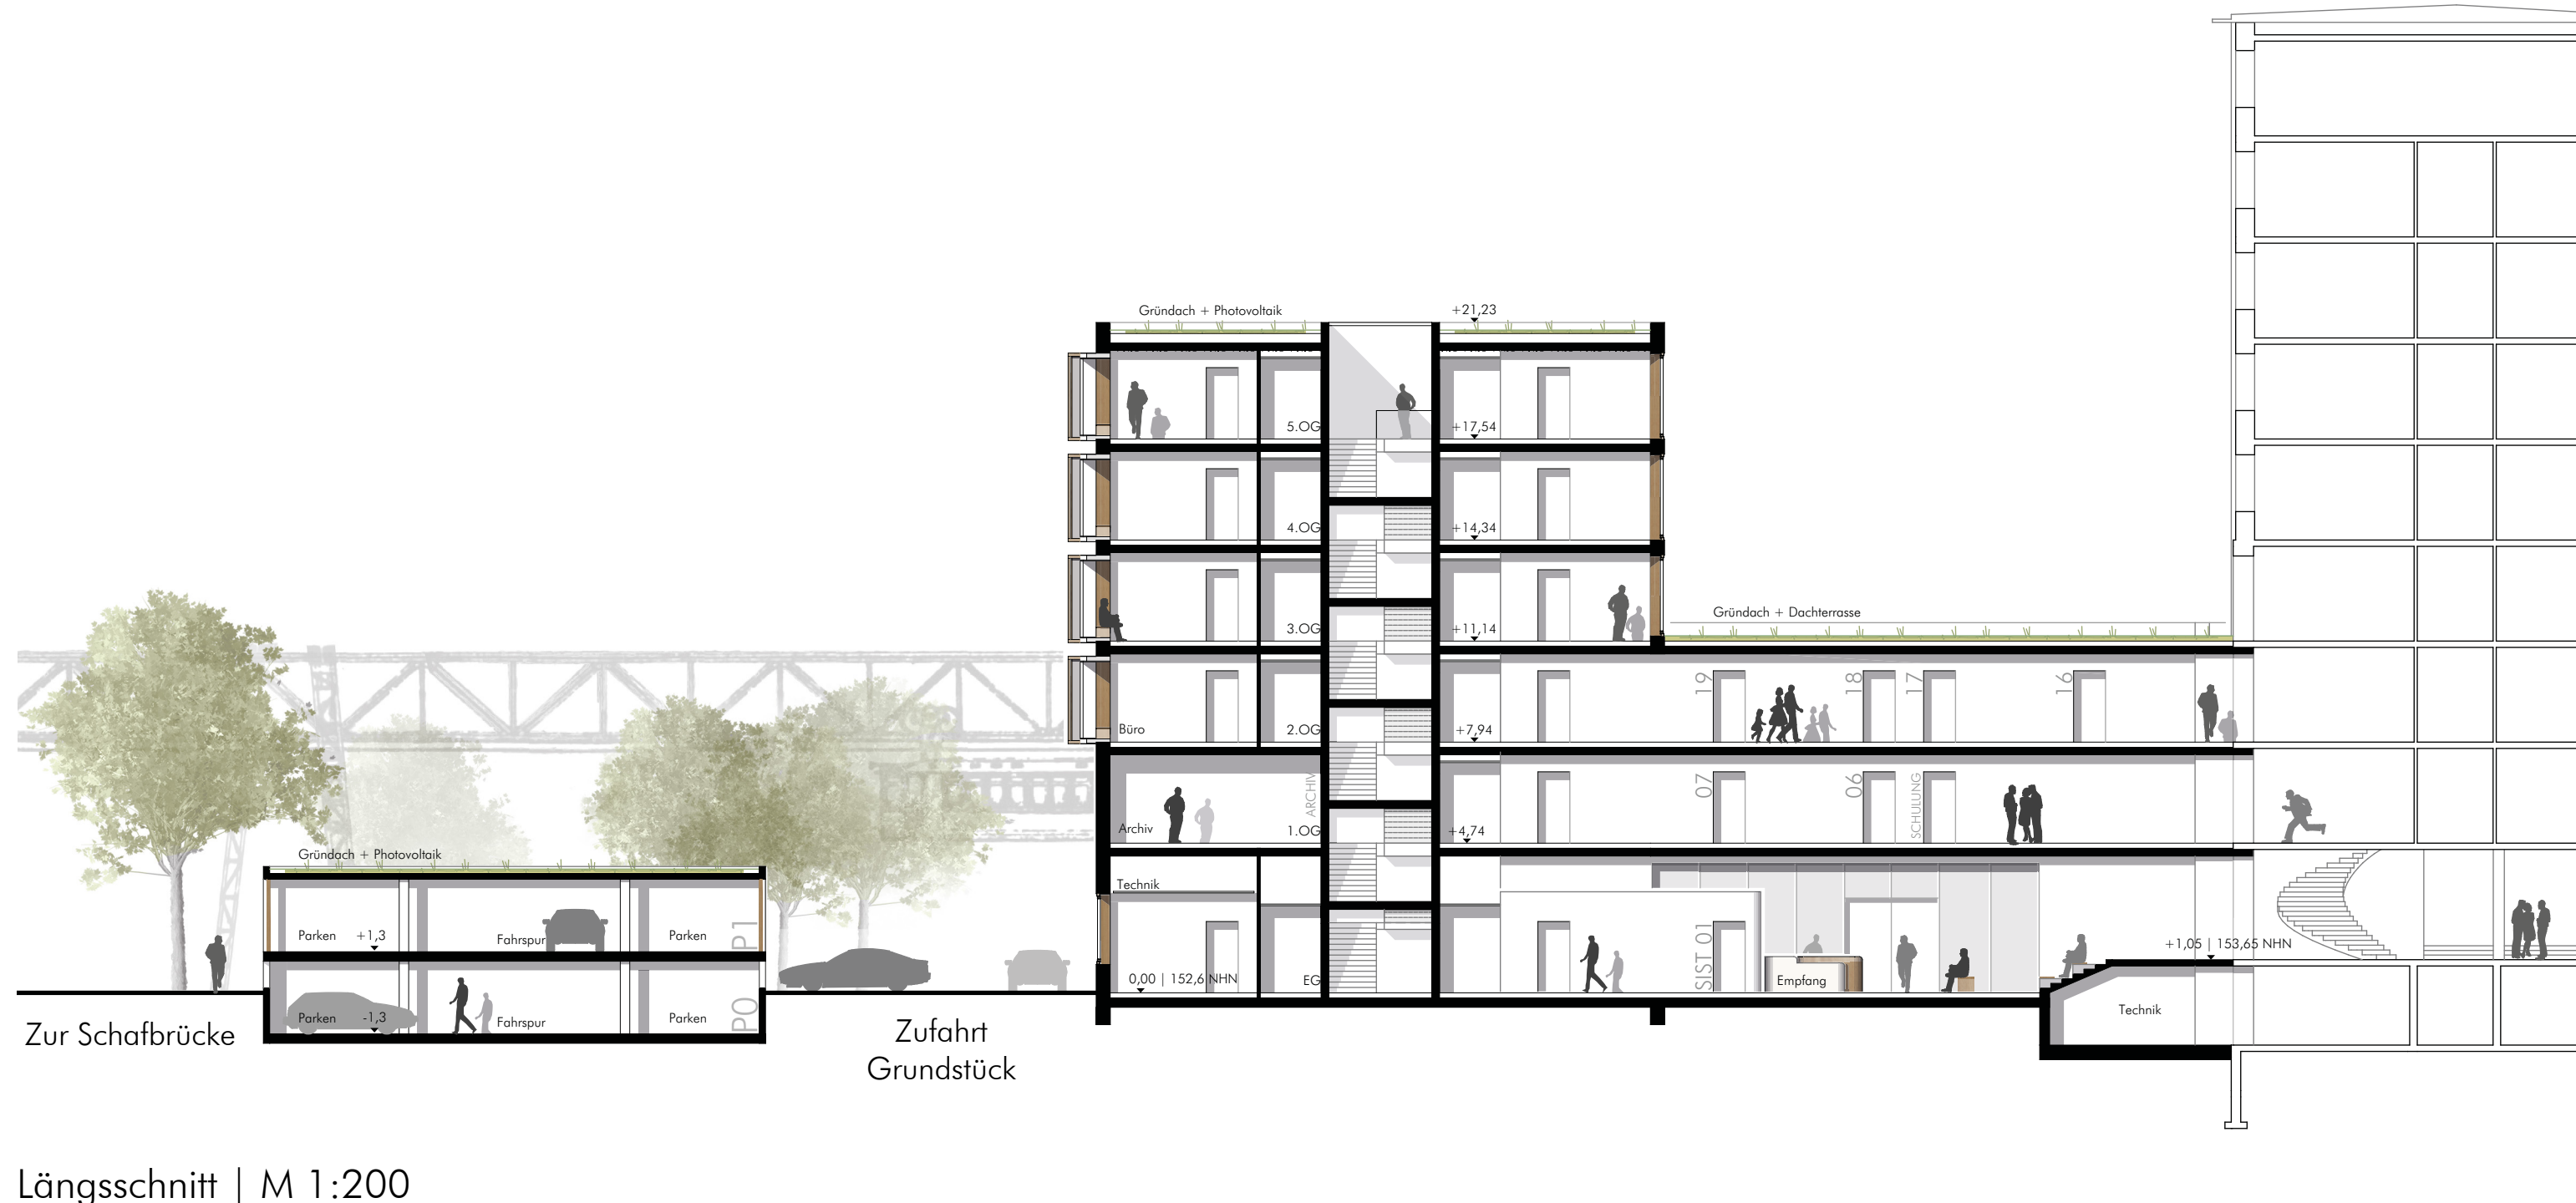 Gründach + Photovoltaik
+21,23
5.OG
+17,54
4.OG
+14,34
3.OG
+11,14
Gründach + Dachterrasse
Büro
2.OG
+7,94
19
18
17
16
Archiv
ARCHIV
1.OG
+4,74
07
06
SCHULUNG
Gründach + Photovoltaik
Technik
Parken
+1,3
Fahrspur
Parken
P1
0,00 | 152,6 NHN
EG
SIST 01
Empfang
+1,05 | 153,65 NHN
Technik
Parken
-1,3
Fahrspur
Parken
P0
Zur Schafbrücke
Zufahrt
Grundstück
Längsschnitt | M 1:200